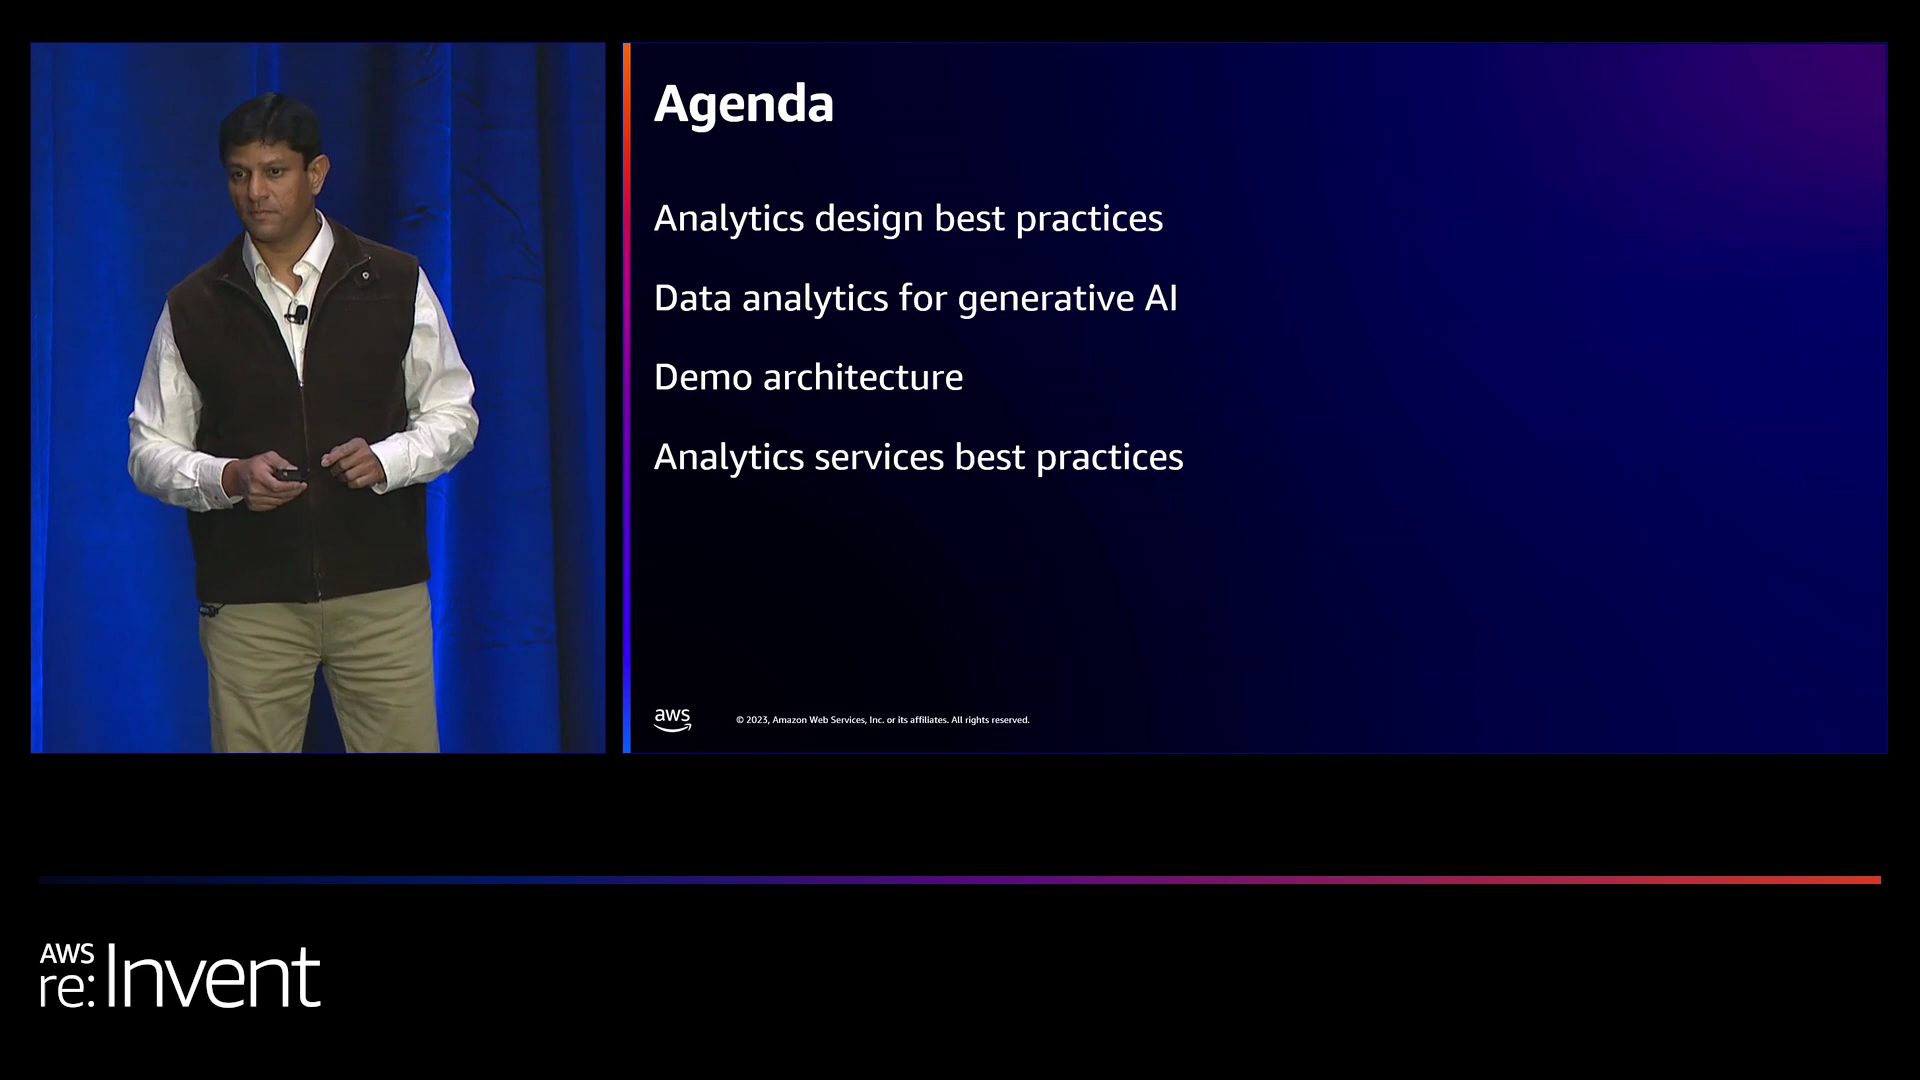 Agenda
Analytics design best practices
Data analytics for generative AI
Demo architecture
Analytics services best practices
aws
© 2023, Amazon Web Services, Inc. or its affiliates. All rights reserved.
AWS
re:Invent